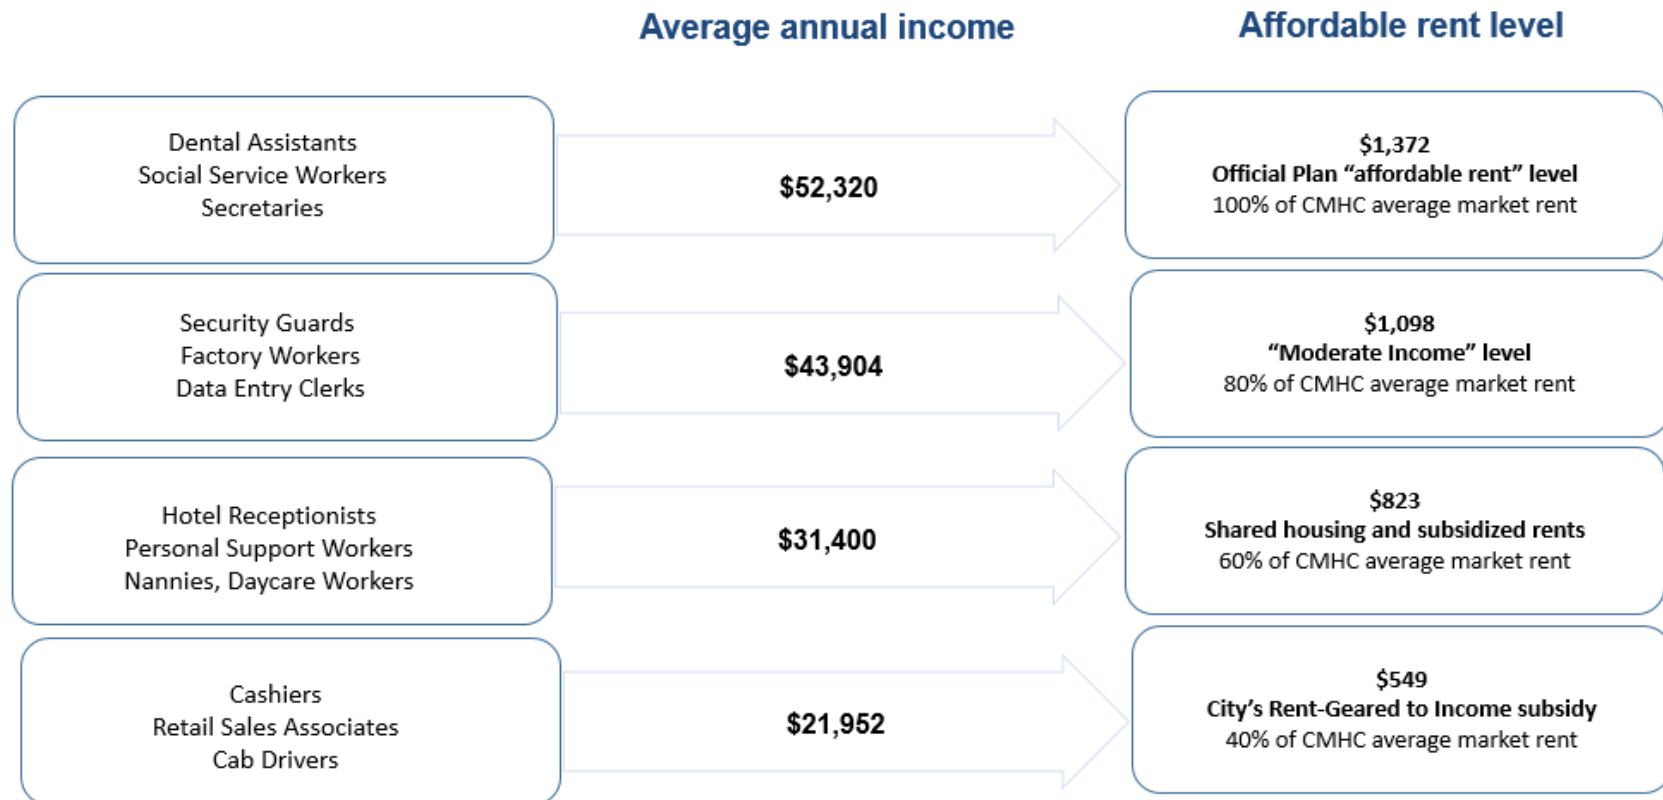 Average annual income
Affordable rent level
Dental Assistants
Social Service Workers
Secretaries
$52,320
$1,372
Official Plan “affordable rent” level
100% of CMHC average market rent
Security Guards
Factory Workers
Data Entry Clerks
$43,904
$1,098
“Moderate Income” level
80% of CMHC average market rent
Hotel Receptionists
Personal Support Workers
Nannies, Daycare Workers
$31,400
$823
Shared housing and subsidized rents
60% of CMHC average market rent
Cashiers
Retail Sales Associates
Cab Drivers
$21,952
$549
City’s Rent-Geared to Income subsidy
40% of CMHC average market rent